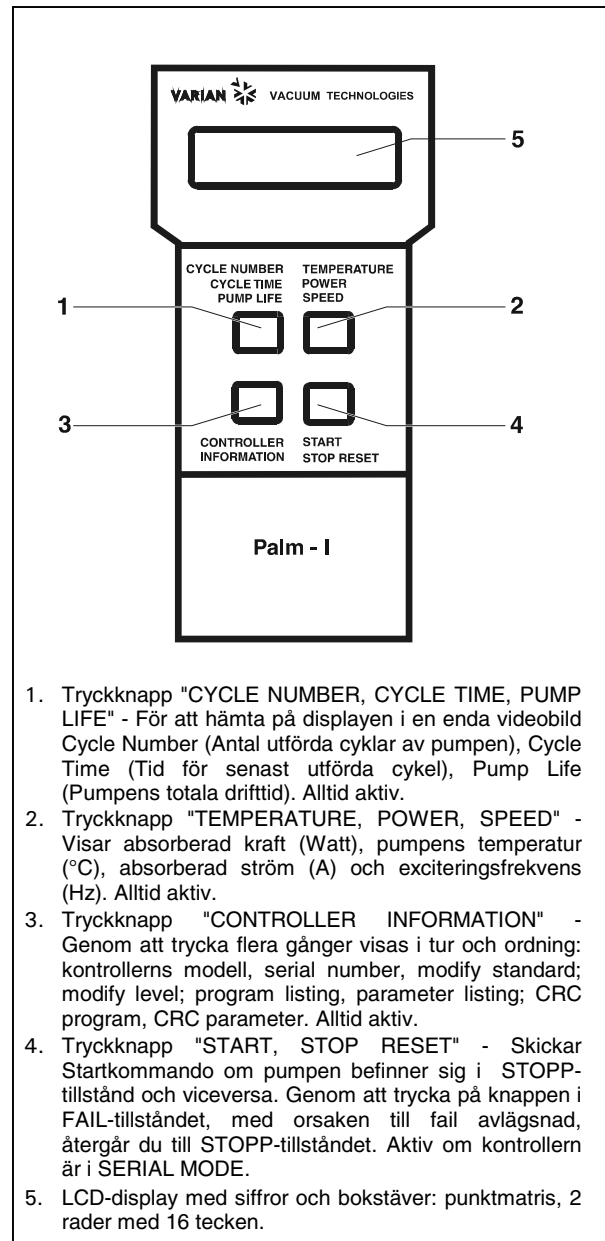 VARIAN VACUUM TECHNOLOGIES
5
CYCLE NUMBER
CYCLE TIME
PUMP LIFE
TEMPERATURE
POWER
SPEED
1
2
3
4
CONTROLLER
INFORMATION
START
STOP RESET
Palm - I
1. Tryckknapp "CYCLE NUMBER, CYCLE TIME, PUMP
LIFE" - För att hämta på displayen i en enda videobild
Cycle Number (Antal utförda cyklar av pumpen), Cycle
Time (Tid för senast utförda cykel), Pump Life
(Pumpens totala drifttid). Alltid aktiv.
2. Tryckknapp "TEMPERATURE, POWER, SPEED" -
Visar absorberad kraft (Watt), pumpens temperatur
(°C), absorberad ström (A) och exciteringsfrekvens
(Hz). Alltid aktiv.
3. Tryckknapp "CONTROLLER INFORMATION" -
Genom att trycka flera gånger visas i tur och ordning:
kontrollerns modell, serial number, modify standard;
modify level; program listing, parameter listing; CRC
program, CRC parameter. Alltid aktiv.
4. Tryckknapp "START, STOP RESET" - Skickar
Startkommando om pumpen befinner sig i STOPP-
tillstånd och viceversa. Genom att trycka på knappen i
FAIL-tillståndet, med orsaken till fail avlägsnad,
återgår du till STOPP-tillståndet. Aktiv om kontrollern
är i SERIAL MODE.
5. LCD-display med siffror och bokstäver: punktmatris, 2
rader med 16 tecken.